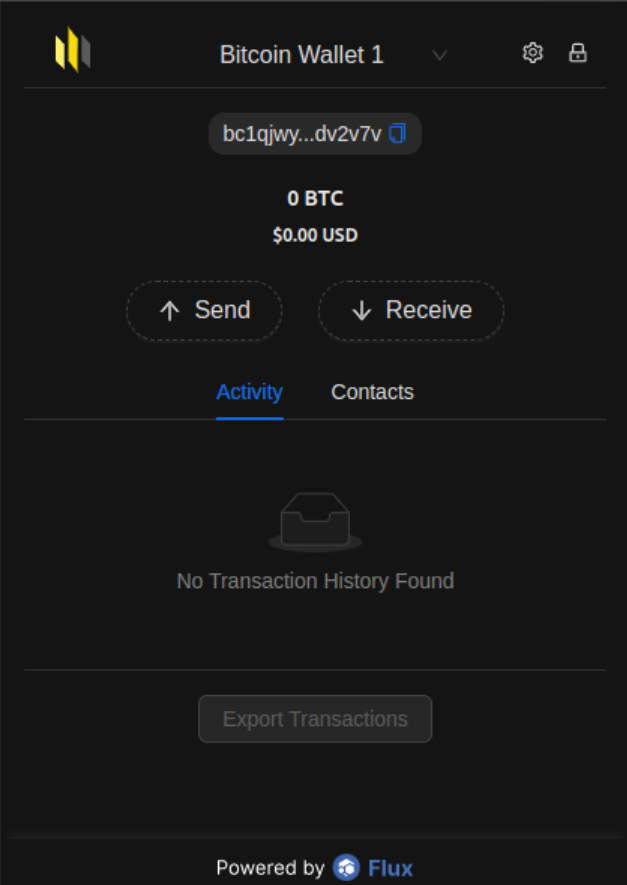 Bitcoin Wallet 1
bc1qjwy...dv2v7v
0 BTC
$0.00 USD
Send
Receive
Activity
Contacts
No Transaction History Found
Export Transactions
Powered by Flux